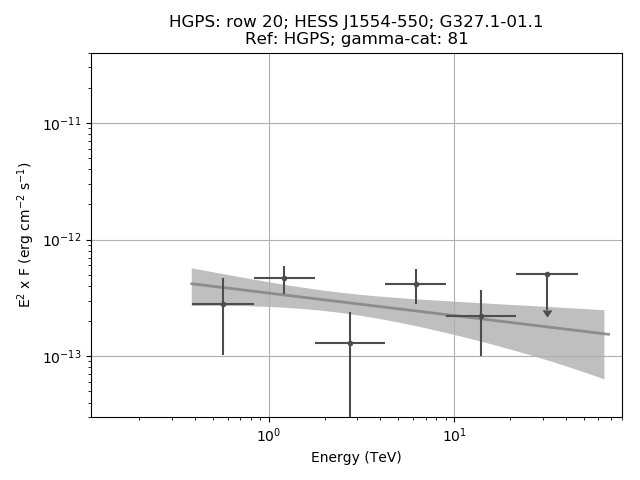 HGPS: row 20; HESS J1554-550; G327.1-01.1
Ref: HGPS; gamma-cat: 81
E² x F (erg cm⁻² s⁻¹)
10⁻¹¹
10⁻¹²
10⁻¹³
10⁰ 10¹
Energy (TeV)